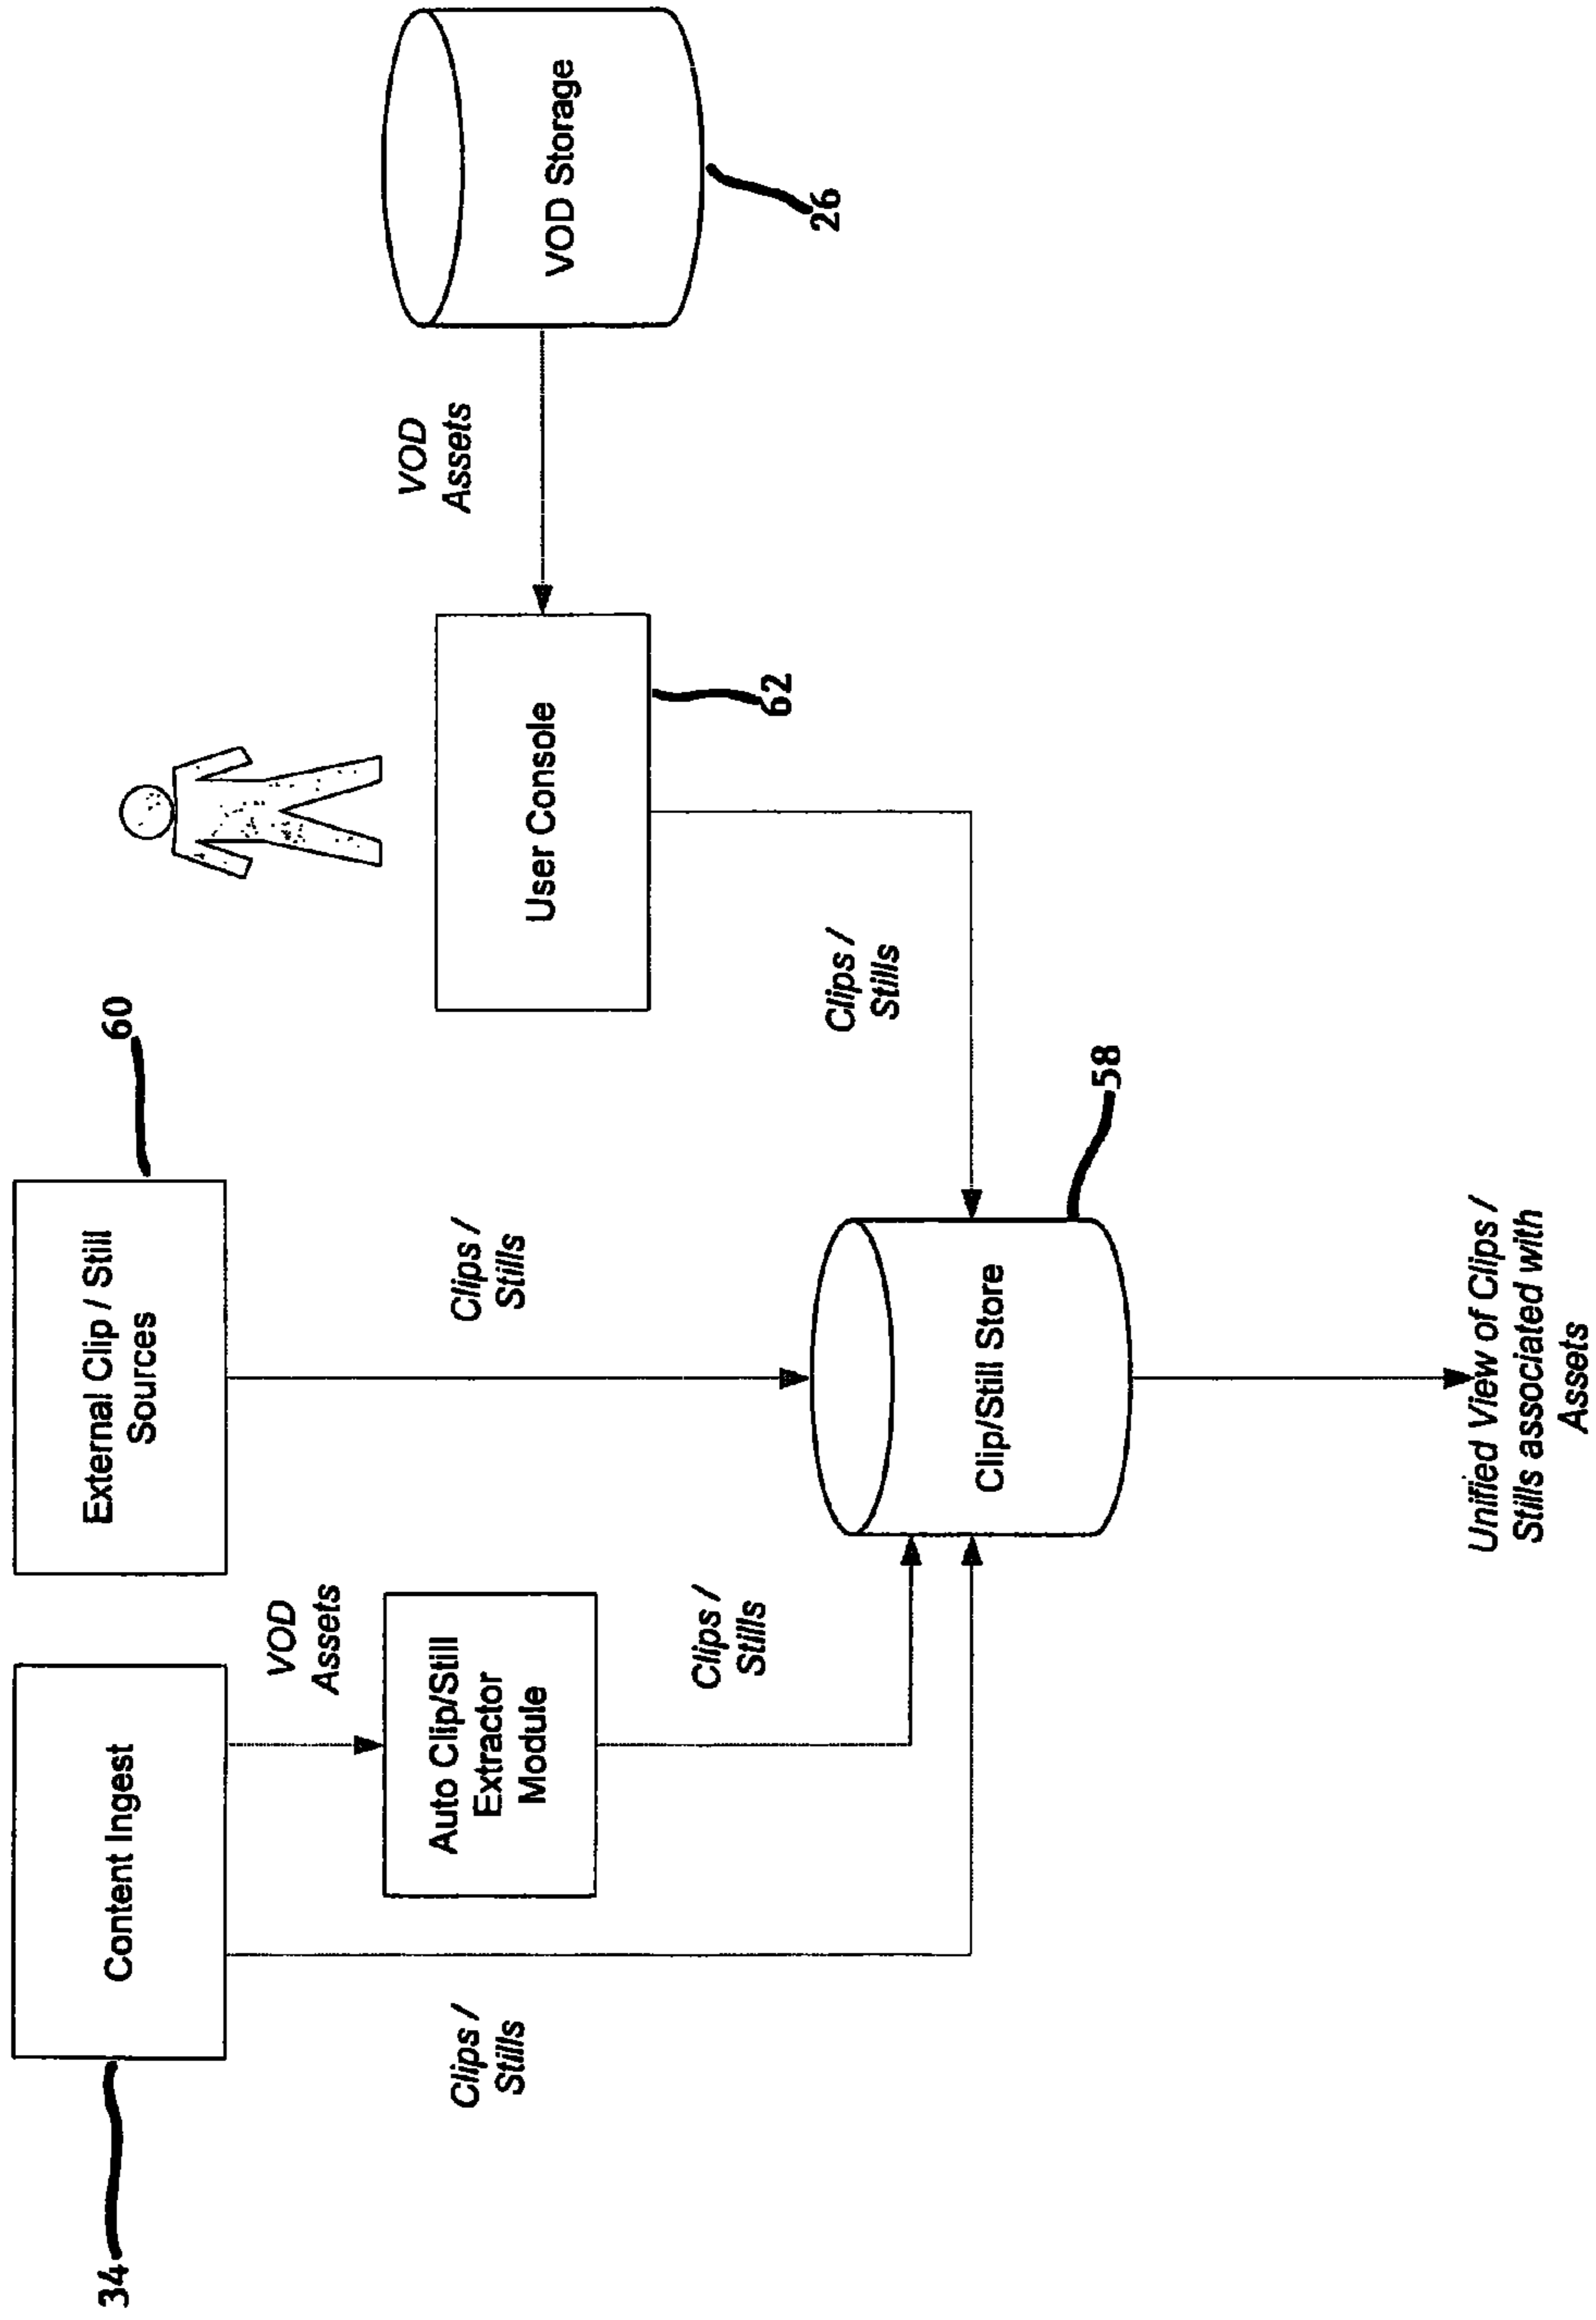 34
Content Ingest
External Clip / Still
Sources
60
VOD
Assets
Auto Clip/Still
Extractor
Module
Clips /
Stills
Clips /
Stills
Clips /
Stills
User Console
62
VOD
Assets
VOD Storage
26
Clips /
Stills
Clip/Still Store
58
Unified View of Clips /
Stills associated with
Assets